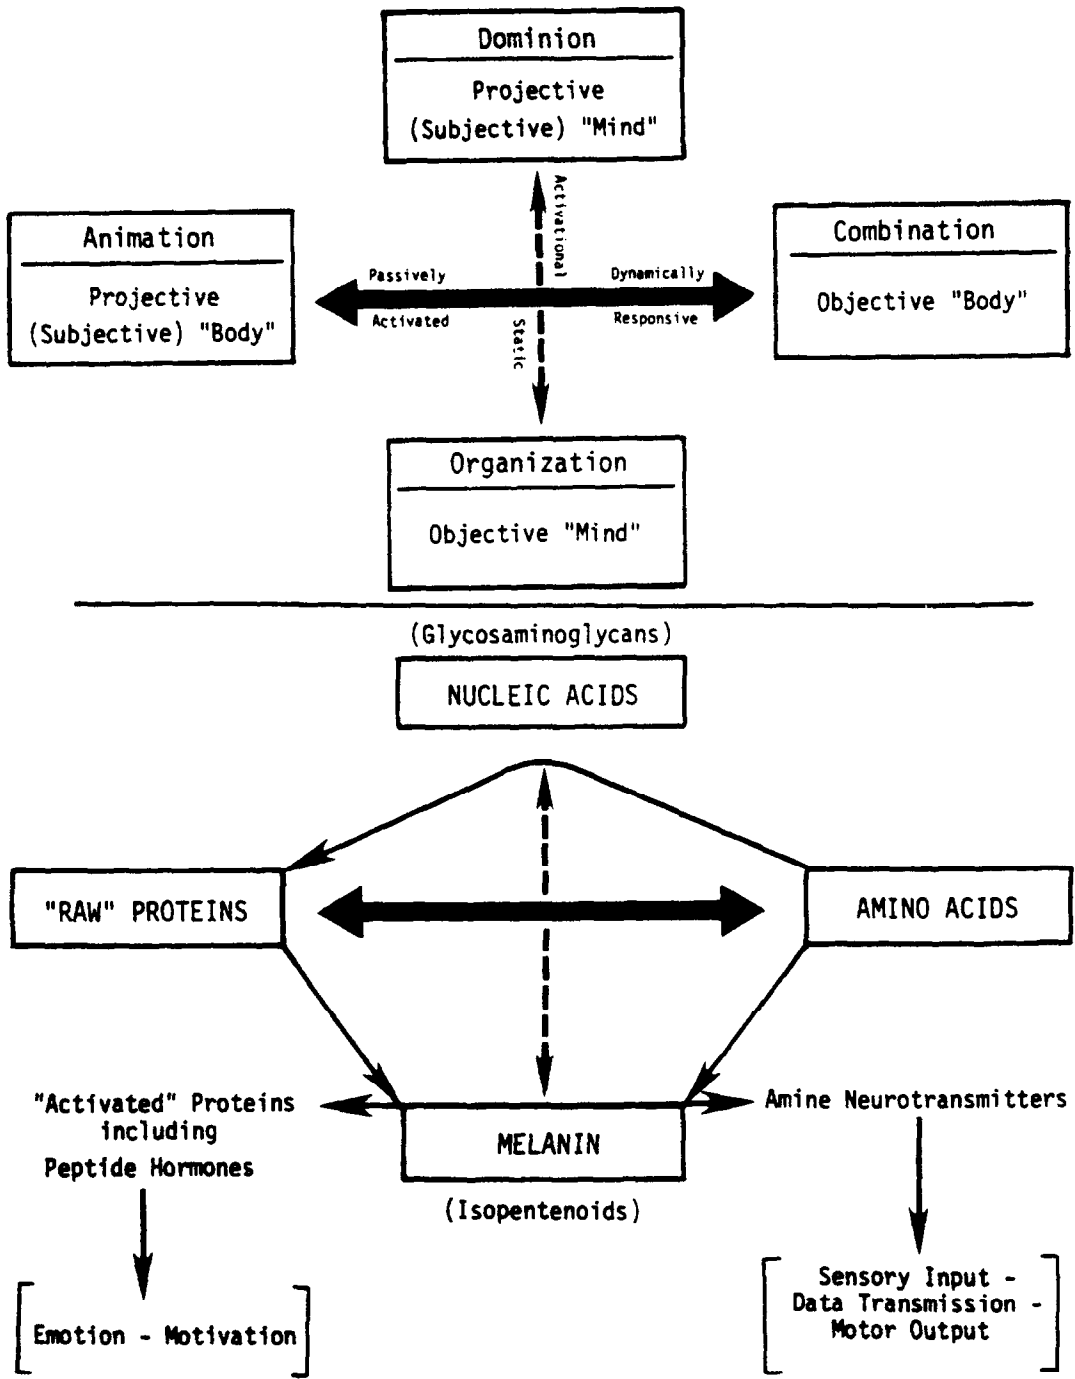 Dominion
Projective
(Subjective) "Mind"
Activational
Animation
Projective
(Subjective) "Body"
Passively
Activated
Dynamically
Responsive
Combination
Objective "Body"
Static
Organization
Objective "Mind"
(Glycosaminoglycans)
NUCLEIC ACIDS
"RAW" PROTEINS
AMINO ACIDS
"Activated" Proteins
including
Peptide Hormones
Amine Neurotransmitters
MELANIN
(Isopentenoids)
Emotion - Motivation
Sensory Input -
Data Transmission -
Motor Output